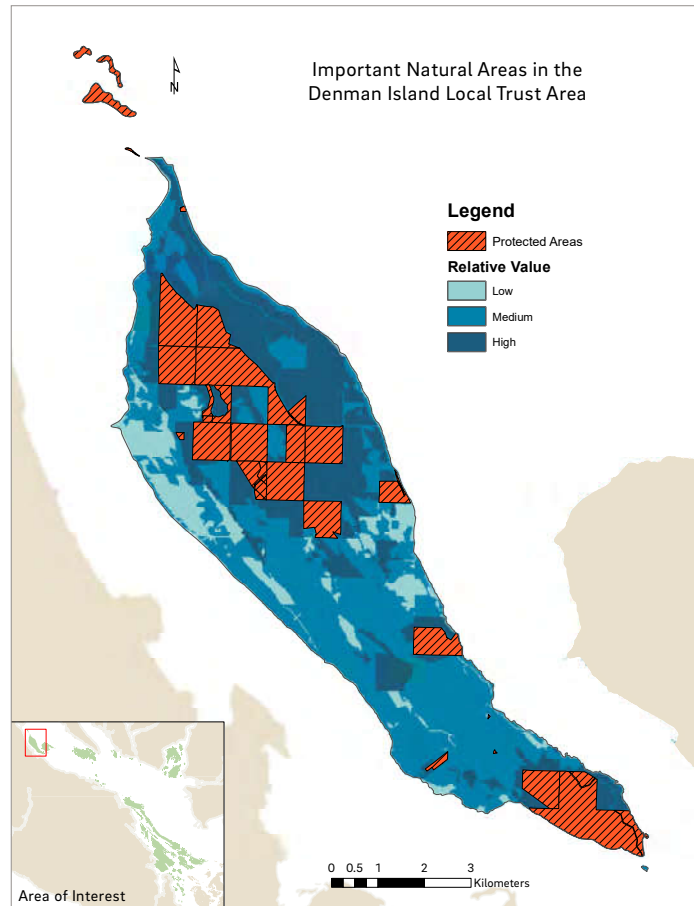 Important Natural Areas in the
Denman Island Local Trust Area
N
Legend
Protected Areas
Relative Value
Low
Medium
High
0 0.5 1 2 3
Kilometers
Area of Interest